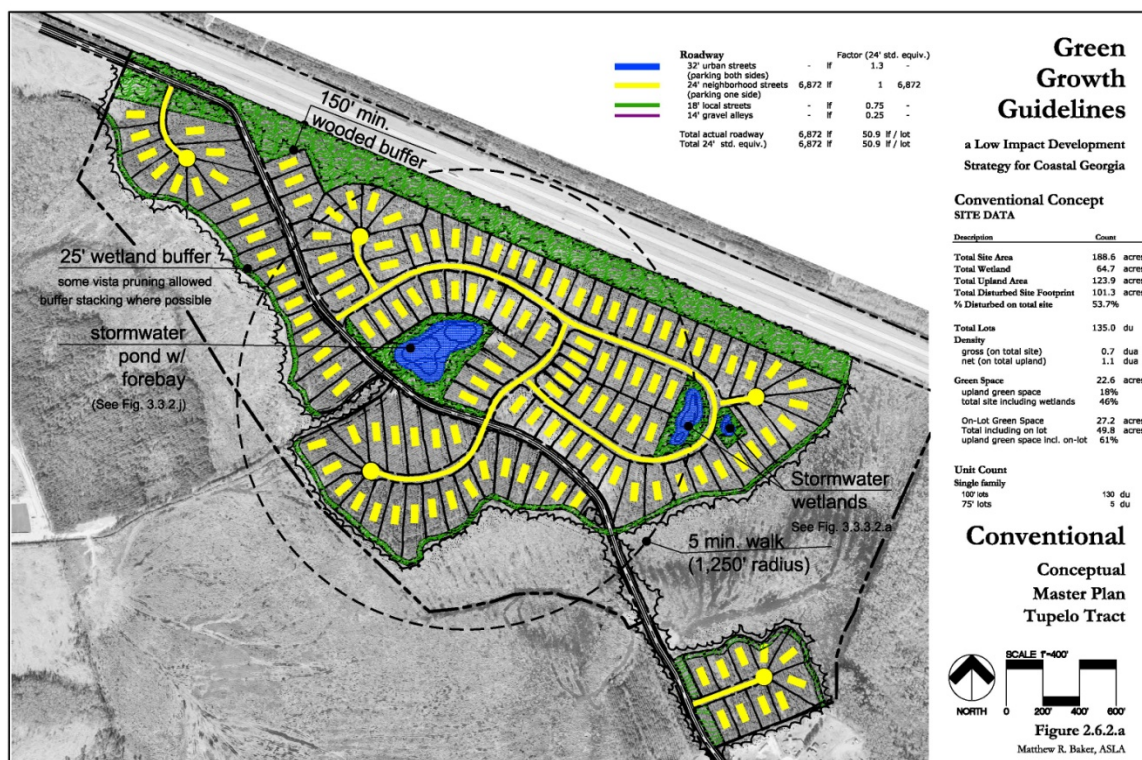 Roadway Factor (24' std. equiv.)
32' urban streets - lf 1.3 -
(parking both sides)
24' neighborhood streets 6,872 lf 1 6,872
(parking one side)
18' local streets - lf 0.75 -
14' gravel alleys - lf 0.25 -
Total actual roadway 6,872 lf 50.9 lf / lot
Total 24' std. equiv.) 6,872 lf 50.9 lf / lot
150' min.
wooded buffer
25' wetland buffer
some vista pruning allowed
buffer stacking where possible
stormwater
pond w/
forebay
(See Fig. 3.3.2.j)
Stormwater
wetlands
See Fig. 3.3.3.2.a
5 min. walk
(1,250' radius)
Green
Growth
Guidelines
a Low Impact Development
Strategy for Coastal Georgia
Conventional Concept
SITE DATA
Description Count
Total Site Area 188.6 acres
Total Wetland 64.7 acres
Total Upland Area 123.9 acres
Total Disturbed Site Footprint 101.3 acres
% Disturbed on total site 53.7%
Total Lots 135.0 du
Density
gross (on total site) 0.7 dua
net (on total upland) 1.1 dua
Green Space 22.6 acres
upland green space 18%
total site including wetlands 46%
On-Lot Green Space 27.2 acres
Total including on lot 49.8 acres
upland green space incl. on-lot 61%
Unit Count
Single family
100' lots 130 du
75' lots 5 du
Conventional
Conceptual
Master Plan
Tupelo Tract
SCALE 1"=400'
NORTH 0 200' 400' 600'
Figure 2.6.2.a
Matthew R. Baker, ASLA